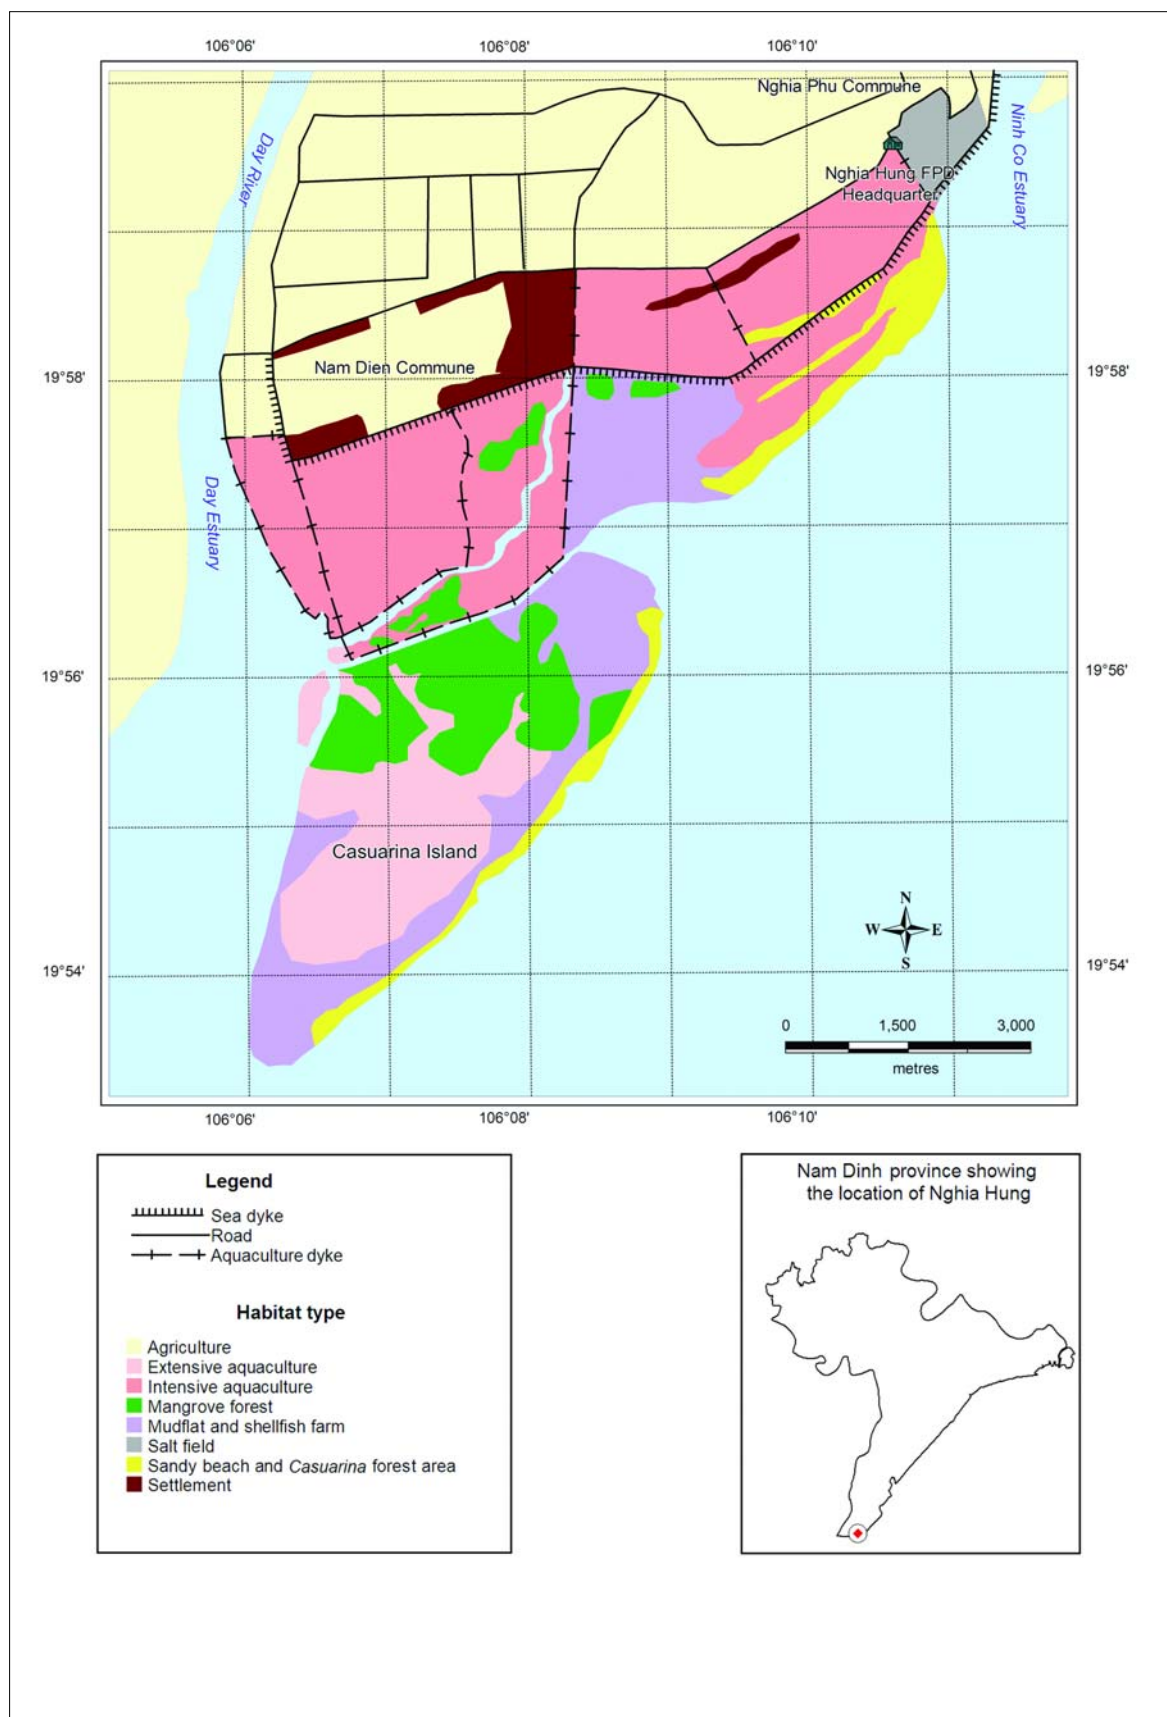 106°06' 106°08' 106°10'
Nghia Phu Commune
Day River
Ninh Co Estuary
Nghia Hung FPD
Headquarter
19°58' 19°58'
Nam Dien Commune
Day Estuary
19°56' 19°56'
Casuarina Island
N
W E
S
19°54' 19°54'
0 1,500 3,000
metres
106°06' 106°08' 106°10'
Legend
Sea dyke
Road
Aquaculture dyke
Habitat type
Agriculture
Extensive aquaculture
Intensive aquaculture
Mangrove forest
Mudflat and shellfish farm
Salt field
Sandy beach and Casuarina forest area
Settlement
Nam Dinh province showing
the location of Nghia Hung